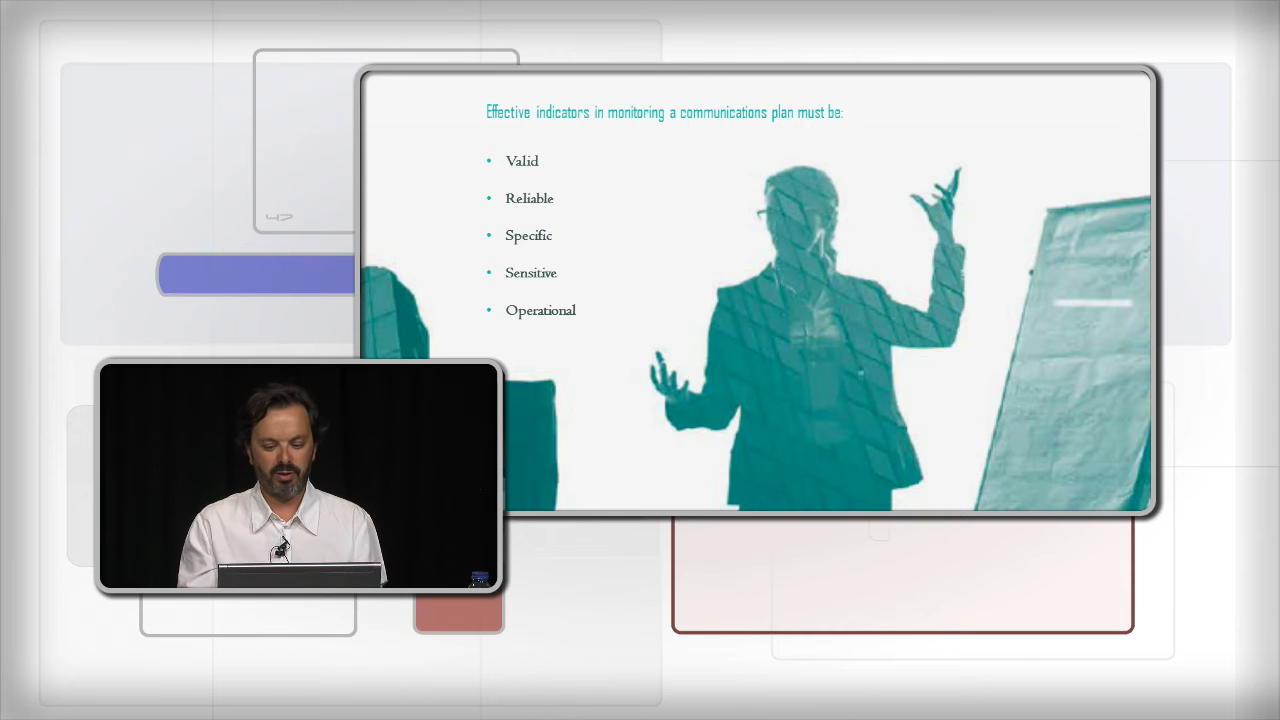 Effective indicators in monitoring a communications plan must be:
• Valid
• Reliable
• Specific
• Sensitive
• Operational